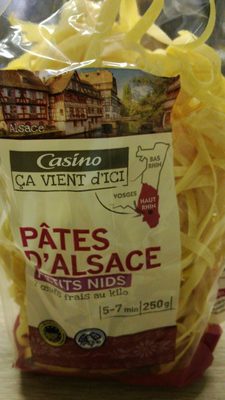 Alsace
Casino
ÇA VIENT d'ICI
BAS
RHIN
VOSGES
HAUT
RHIN
PÂTES
D'ALSACE
PETITS NIDS
7 œufs frais au kilo
5-7 min 250g